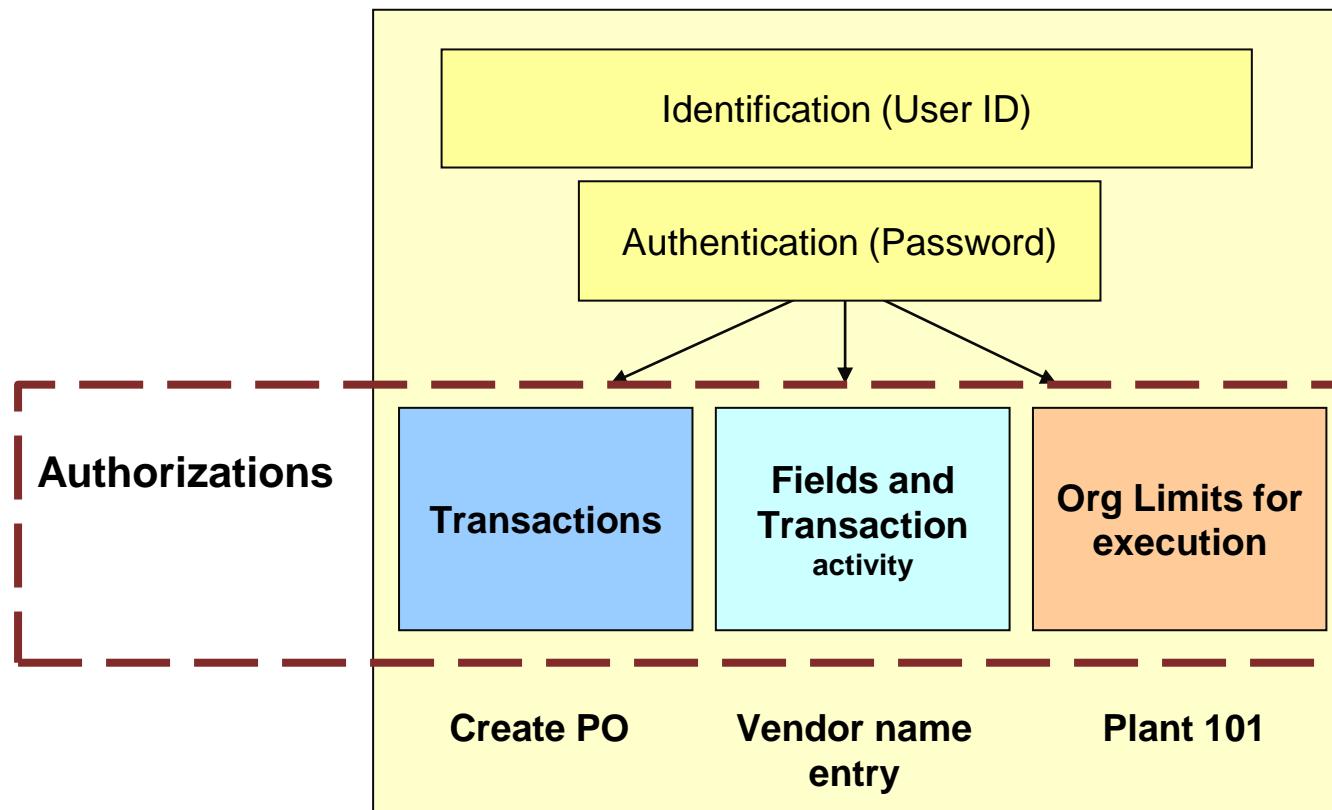 Identification (User ID)
Authentication (Password)
Authorizations
Transactions
Fields and
Transaction
activity
Org Limits for
execution
Create PO
Vendor name
entry
Plant 101